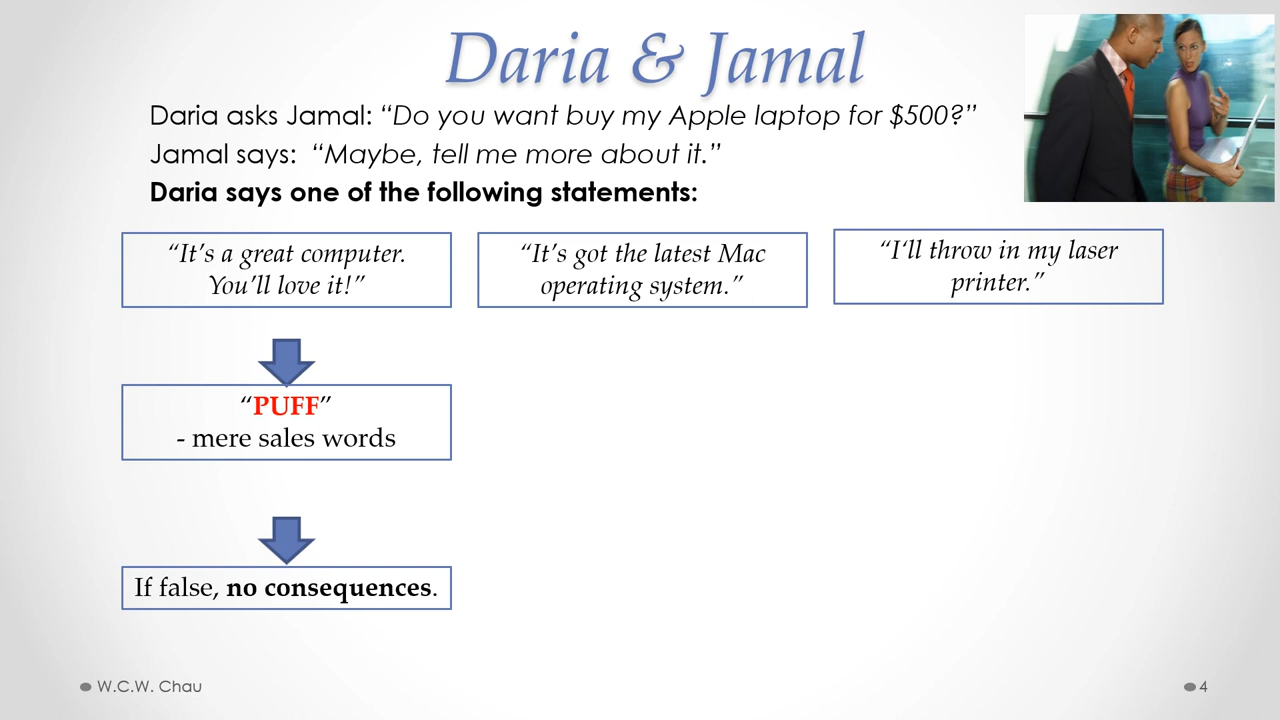 Daria & Jamal
Daria asks Jamal: “Do you want buy my Apple laptop for $500?”
Jamal says:  “Maybe, tell me more about it.”
Daria says one of the following statements:
“It’s a great computer.
You’ll love it!”
“It’s got the latest Mac
operating system.”
“I‘ll throw in my laser
printer.”
“PUFF”
- mere sales words
If false, no consequences.
W.C.W. Chau
4